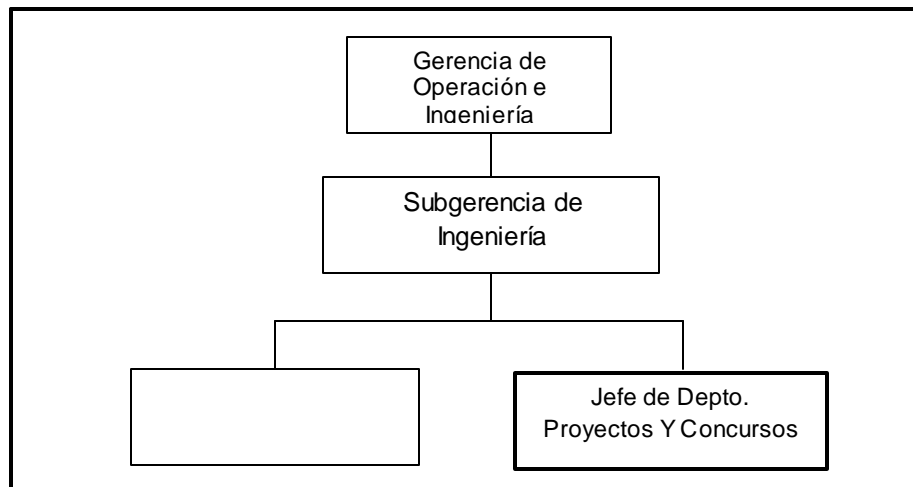 Gerencia de
Operación e
Ingeniería
Subgerencia de
Ingeniería
Jefe de Depto.
Proyectos Y Concursos